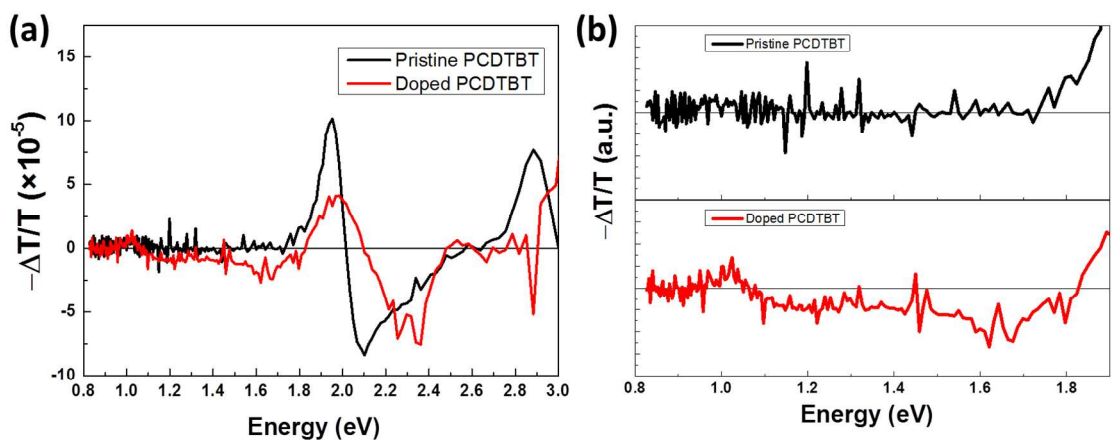 (a)
−ΔT/T (×10⁻⁵)
15
10
5
0
-5
-10
Pristine PCDTBT
Doped PCDTBT
0.8 1.0 1.2 1.4 1.6 1.8 2.0 2.2 2.4 2.6 2.8 3.0
Energy (eV)
(b)
−ΔT/T (a.u.)
Pristine PCDTBT
Doped PCDTBT
0.8 1.0 1.2 1.4 1.6 1.8
Energy (eV)